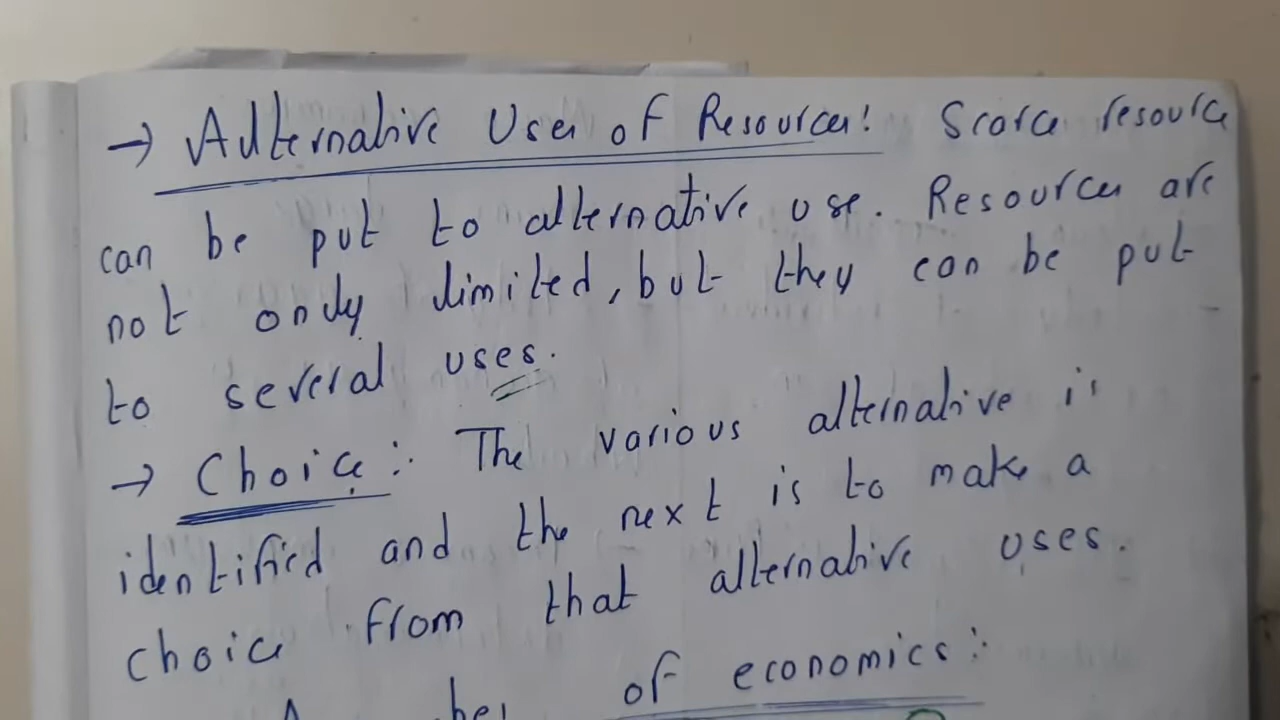 → Alternative Uses of Resources: Scarce resource
can be put to alternative use. Resources are
not only limited, but they can be put
to several uses.
→ Choice:- The various alternative is
identified and the next is to make a
choice from that alternative uses.
of economics:-